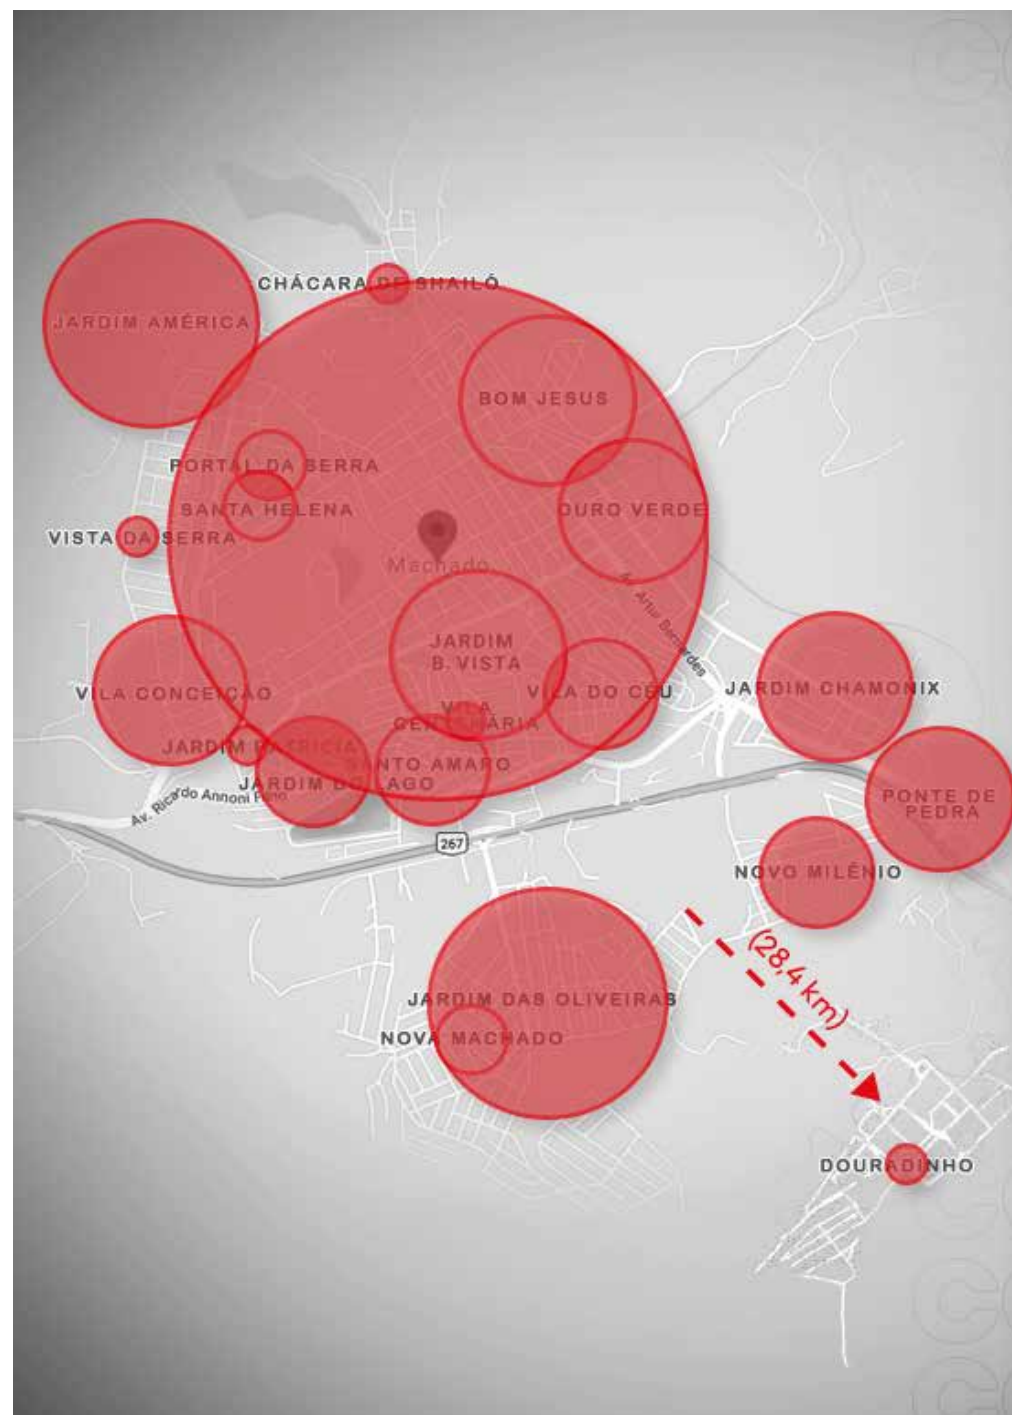 CHÁCARA DE SHAILÓ
JARDIM AMÉRICA
BOM JESUS
PORTAL DA SERRA
SANTA HELENA
OURO VERDE
VISTA DA SERRA
Machado
Av. Artur Bernardes
JARDIM
B. VISTA
VILA CONCEIÇÃO
VILA DO CÉU
JARDIM CHAMONIX
VILA
CENTENÁRIA
JARDIM PATRICIA
SANTO AMARO
JARDIM DO LAGO
Av. Ricardo Annoni Filho
PONTE DE
PEDRA
267
NOVO MILÊNIO
(28,4 km)
JARDIM DAS OLIVEIRAS
NOVA MACHADO
DOURADINHO